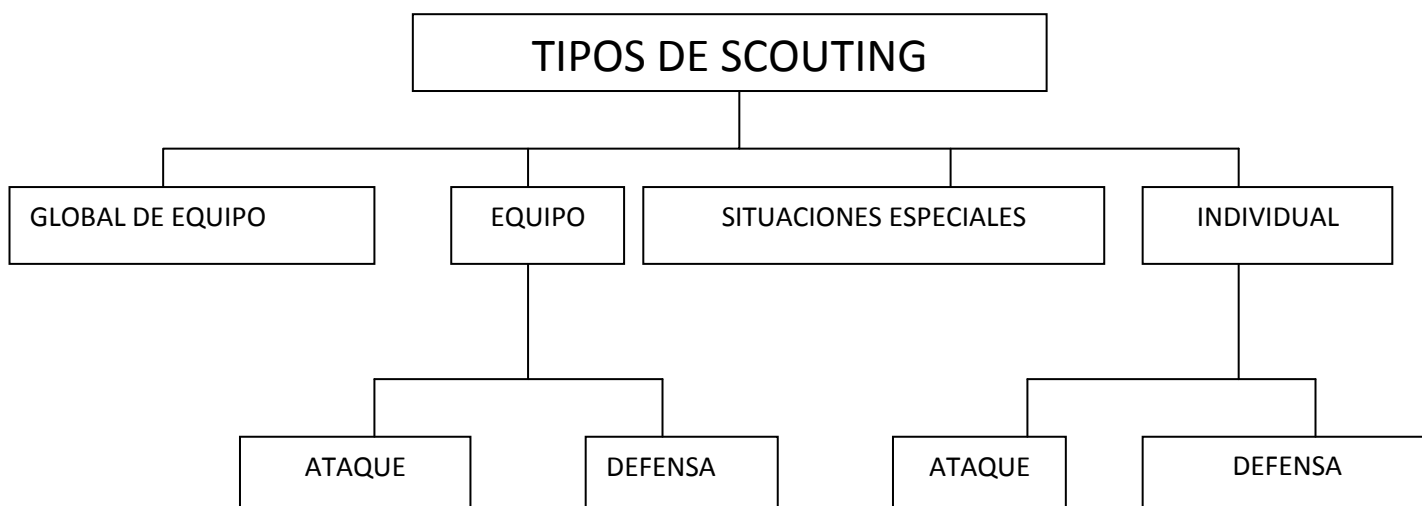 TIPOS DE SCOUTING
GLOBAL DE EQUIPO
EQUIPO
SITUACIONES ESPECIALES
INDIVIDUAL
ATAQUE
DEFENSA
ATAQUE
DEFENSA